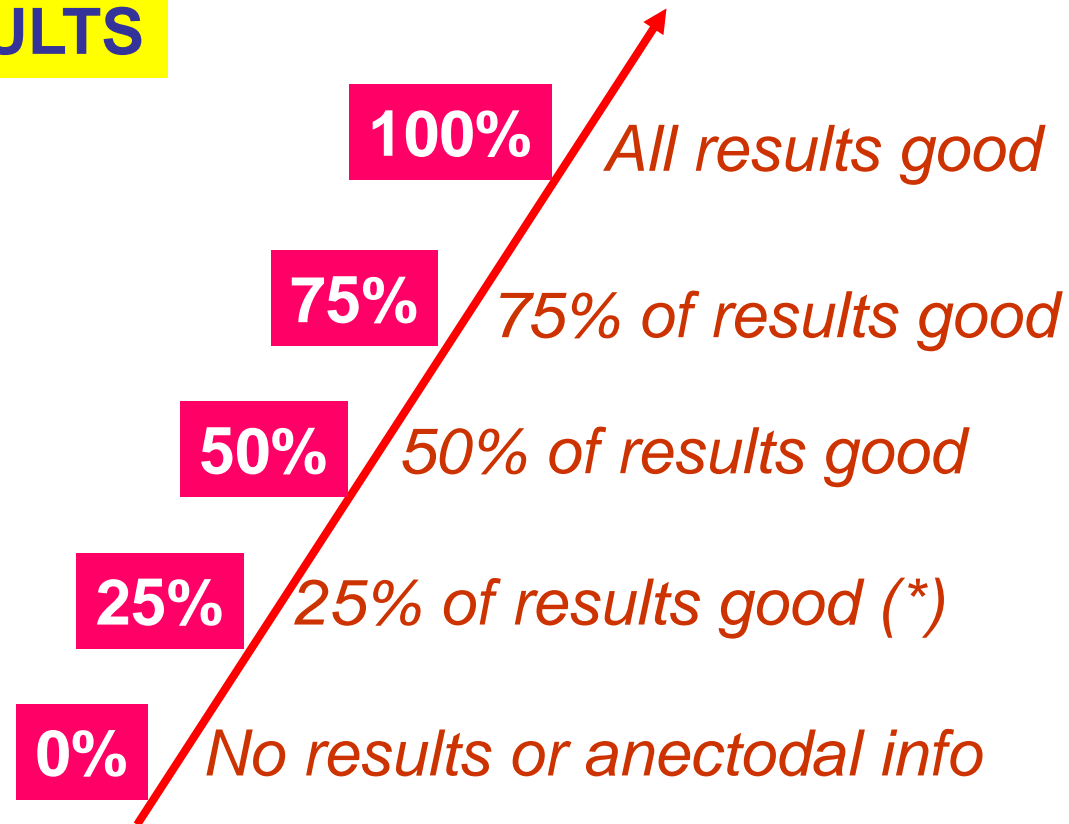 ULTS
100% All results good
75% 75% of results good
50% 50% of results good
25% 25% of results good (*)
0% No results or anectodal info